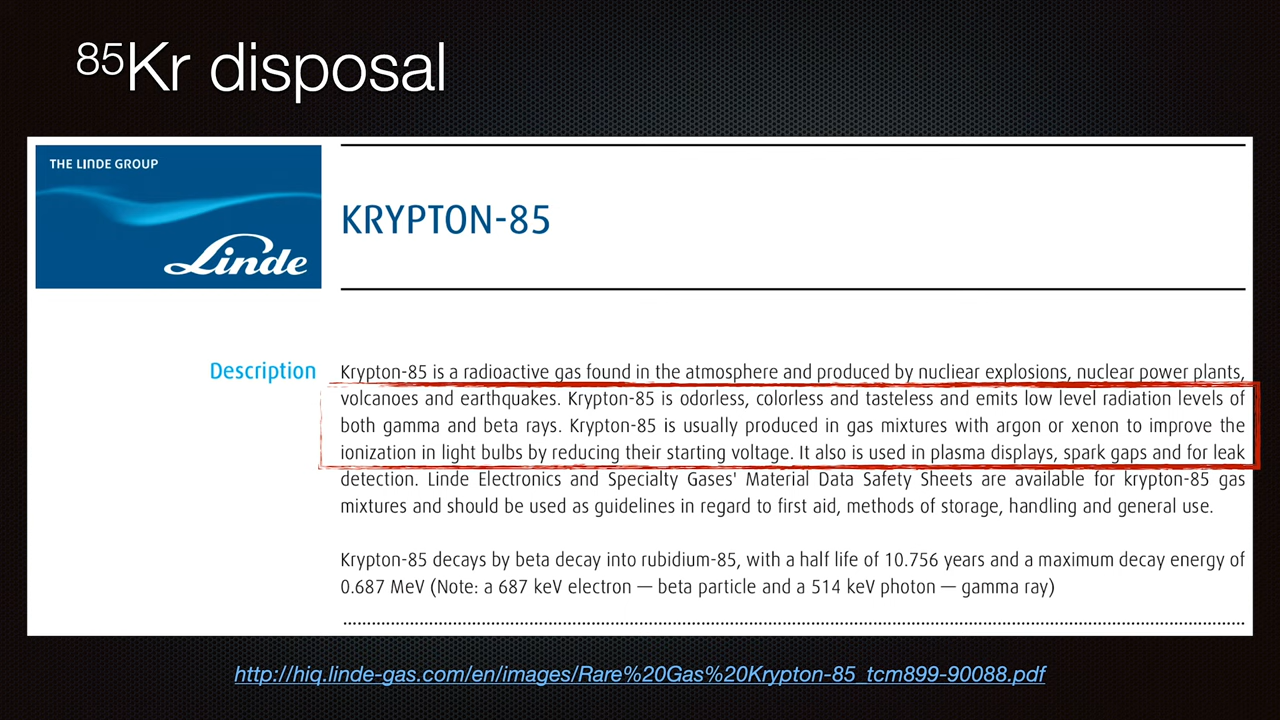 85Kr disposal
THE LINDE GROUP
Linde
KRYPTON-85
Description
Krypton-85 is a radioactive gas found in the atmosphere and produced by nucliear explosions, nuclear power plants,
volcanoes and earthquakes. Krypton-85 is odorless, colorless and tasteless and emits low level radiation levels of
both gamma and beta rays. Krypton-85 is usually produced in gas mixtures with argon or xenon to improve the
ionization in light bulbs by reducing their starting voltage. It also is used in plasma displays, spark gaps and for leak
detection. Linde Electronics and Specialty Gases' Material Data Safety Sheets are available for krypton-85 gas
mixtures and should be used as guidelines in regard to first aid, methods of storage, handling and general use.
Krypton-85 decays by beta decay into rubidium-85, with a half life of 10.756 years and a maximum decay energy of
0.687 MeV (Note: a 687 keV electron — beta particle and a 514 keV photon — gamma ray)
http://hiq.linde-gas.com/en/images/Rare%20Gas%20Krypton-85_tcm899-90088.pdf